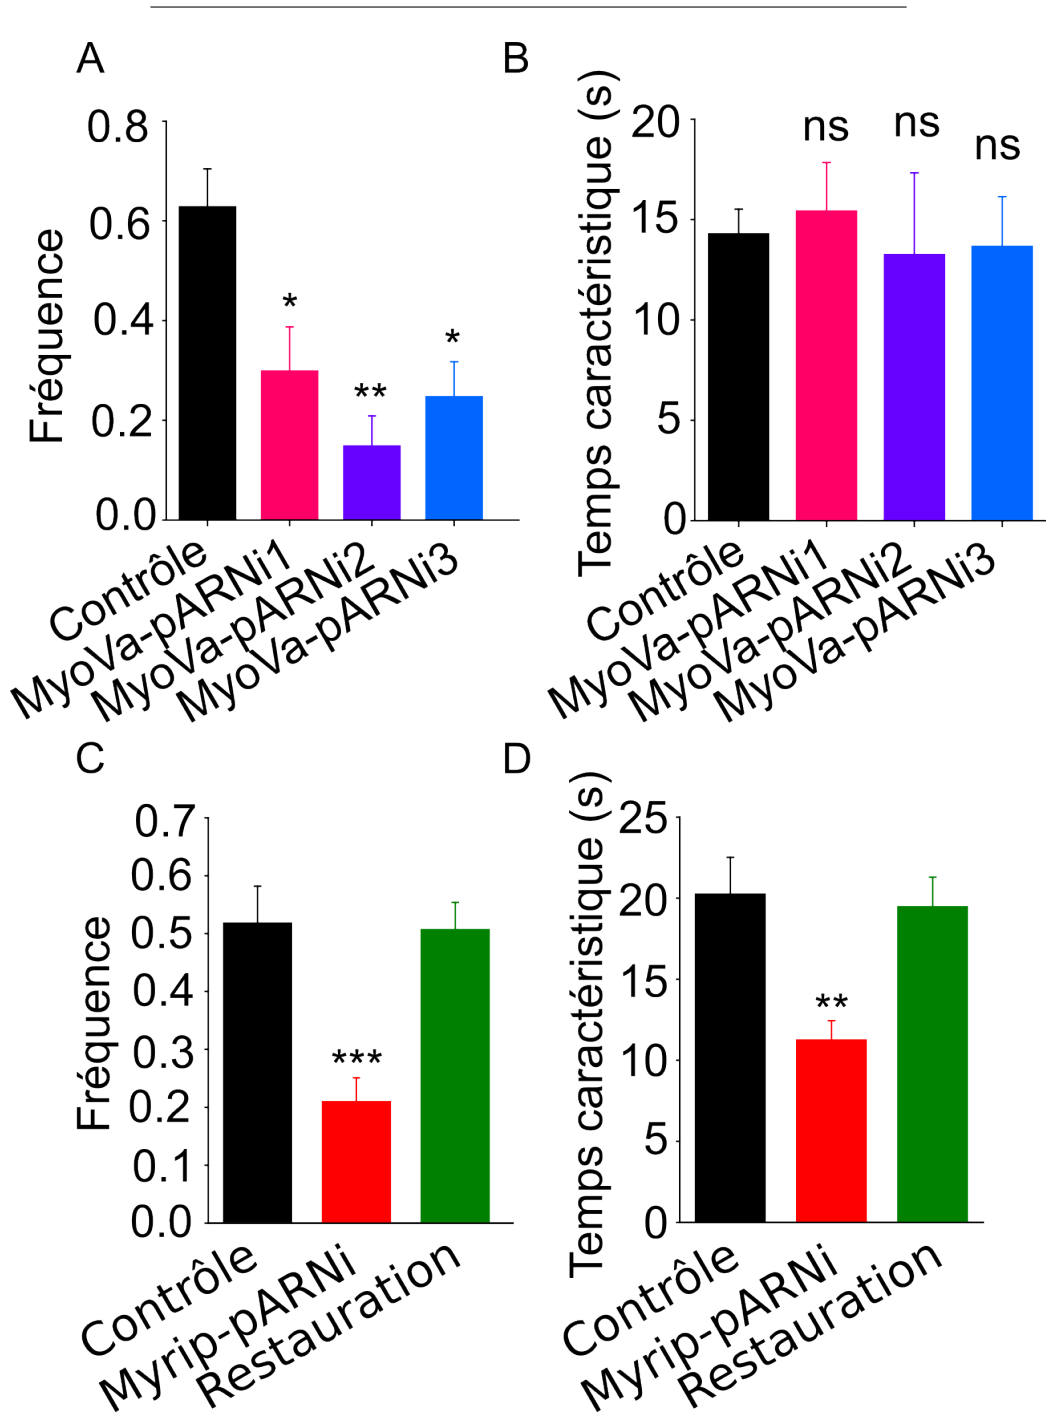 A
Fréquence
0.8
0.6
0.4
0.2
0.0
*
**
*
Contrôle
MyoVa-pARNi1
MyoVa-pARNi2
MyoVa-pARNi3
B
Temps caractéristique (s)
20
15
10
5
0
ns
ns
ns
Contrôle
MyoVa-pARNi1
MyoVa-pARNi2
MyoVa-pARNi3
C
Fréquence
0.7
0.6
0.5
0.4
0.3
0.2
0.1
0.0
***
Contrôle
Myrip-pARNi
Restauration
D
Temps caractéristique (s)
25
20
15
10
5
0
**
Contrôle
Myrip-pARNi
Restauration